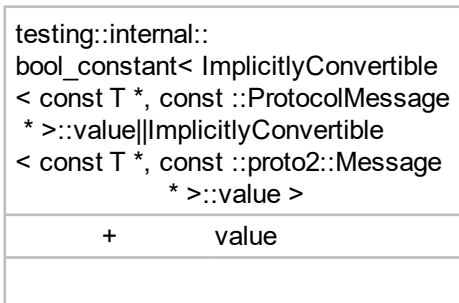 testing::internal::
bool_constant< ImplicitlyConvertible
< const T *, const ::ProtocolMessage
* >::value||ImplicitlyConvertible
< const T *, const ::proto2::Message
* >::value >
+ value